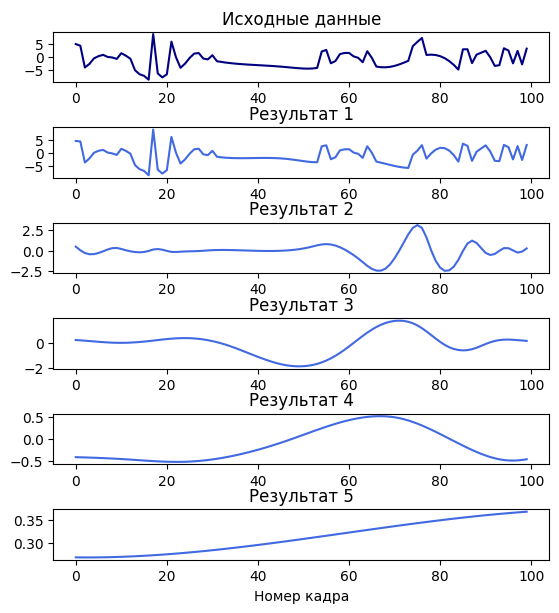 Исходные данные
5
0
−5
0 20 40 60 80 100
Результат 1
5
0
−5
0 20 40 60 80 100
Результат 2
2.5
0.0
−2.5
0 20 40 60 80 100
Результат 3
0
−2
0 20 40 60 80 100
Результат 4
0.5
0.0
−0.5
0 20 40 60 80 100
Результат 5
0.35
0.30
0 20 40 60 80 100
Номер кадра